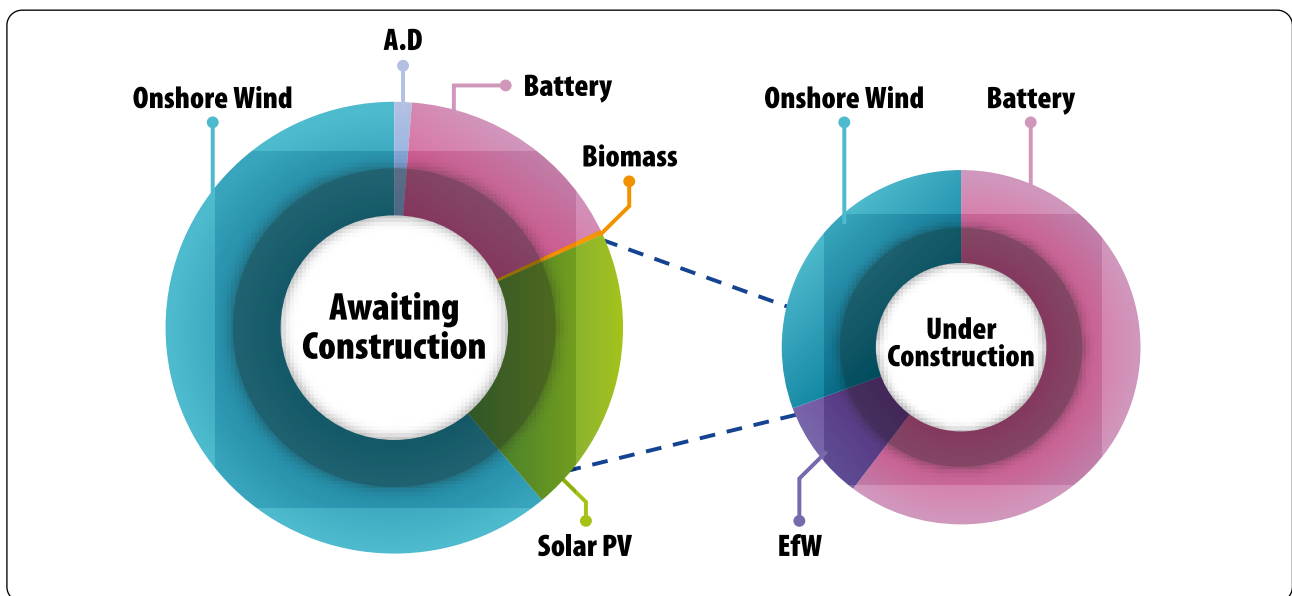 A.D
Onshore Wind
Battery
Biomass
Awaiting
Construction
Solar PV
Onshore Wind
Battery
Under
Construction
EfW